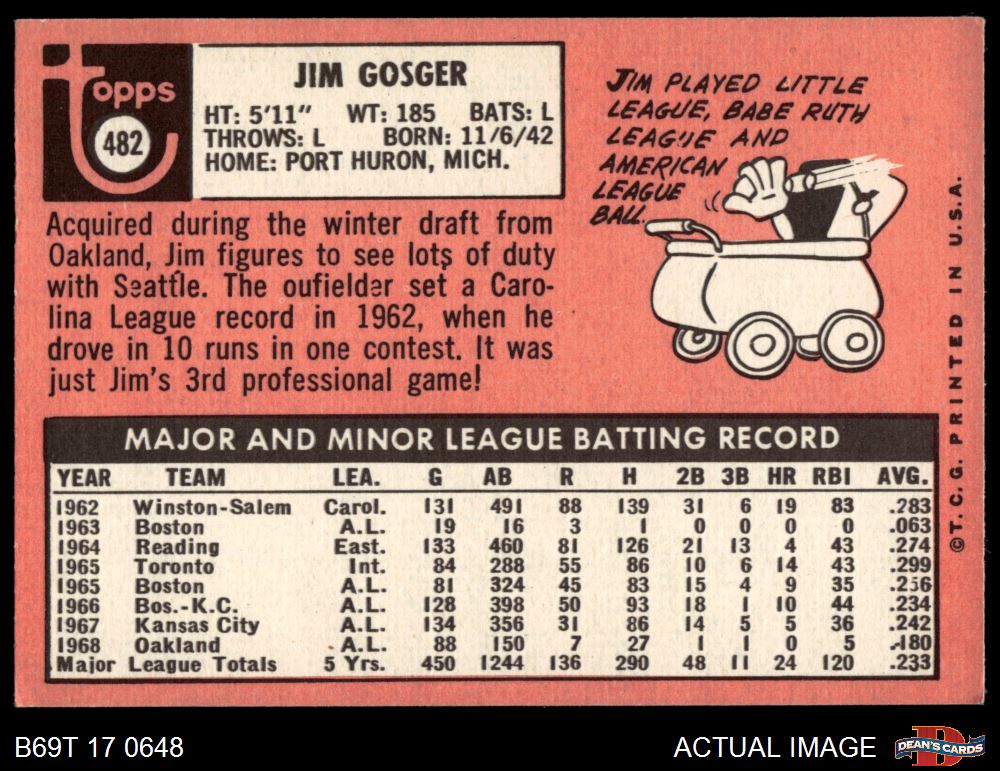 Topps
482
JIM GOSGER
HT: 5'11" WT: 185 BATS: L
THROWS: L BORN: 11/6/42
HOME: PORT HURON, MICH.
JIM PLAYED LITTLE
LEAGUE, BABE RUTH
LEAGUE AND
AMERICAN
LEAGUE
BALL.
Acquired during the winter draft from
Oakland, Jim figures to see lots of duty
with Seattle. The oufielder set a Caro-
lina League record in 1962, when he
drove in 10 runs in one contest. It was
just Jim's 3rd professional game!
MAJOR AND MINOR LEAGUE BATTING RECORD
YEAR TEAM LEA. G AB R H 2B 3B HR RBI AVG.
1962 Winston-Salem Carol. 131 491 88 139 31 6 19 83 .283
1963 Boston A.L. 19 16 3 1 0 0 0 0 .063
1964 Reading East. 133 460 81 126 21 13 4 43 .274
1965 Toronto Int. 84 288 55 86 10 6 14 43 .299
1965 Boston A.L. 81 324 45 83 15 4 9 35 .256
1966 Bos.-K.C. A.L. 128 398 50 93 18 1 10 44 .234
1967 Kansas City A.L. 134 356 31 86 14 5 5 36 .242
1968 Oakland A.L. 88 150 7 27 1 1 0 5 .180
Major League Totals 5 Yrs. 450 1244 136 290 48 11 24 120 .233
©T. C. G. PRINTED IN U.S.A.
B69T 17 0648
ACTUAL IMAGE
D
DEAN'S CARDS